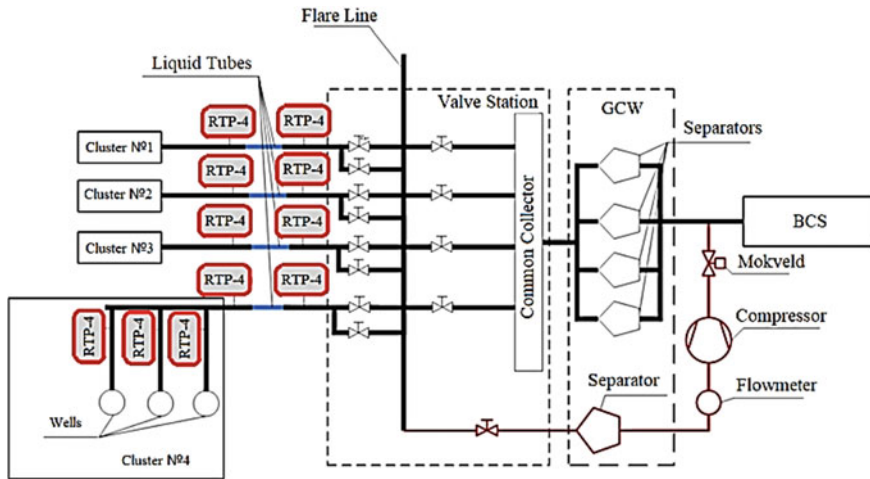 Flare Line
Liquid Tubes
Valve Station
GCW
Separators
RTP-4
RTP-4
Cluster №1
RTP-4
RTP-4
Cluster №2
RTP-4
RTP-4
Cluster №3
RTP-4
RTP-4
Common Collector
BCS
Mokveld
RTP-4
RTP-4
RTP-4
Compressor
Separator
Flowmeter
Wells
Cluster №4